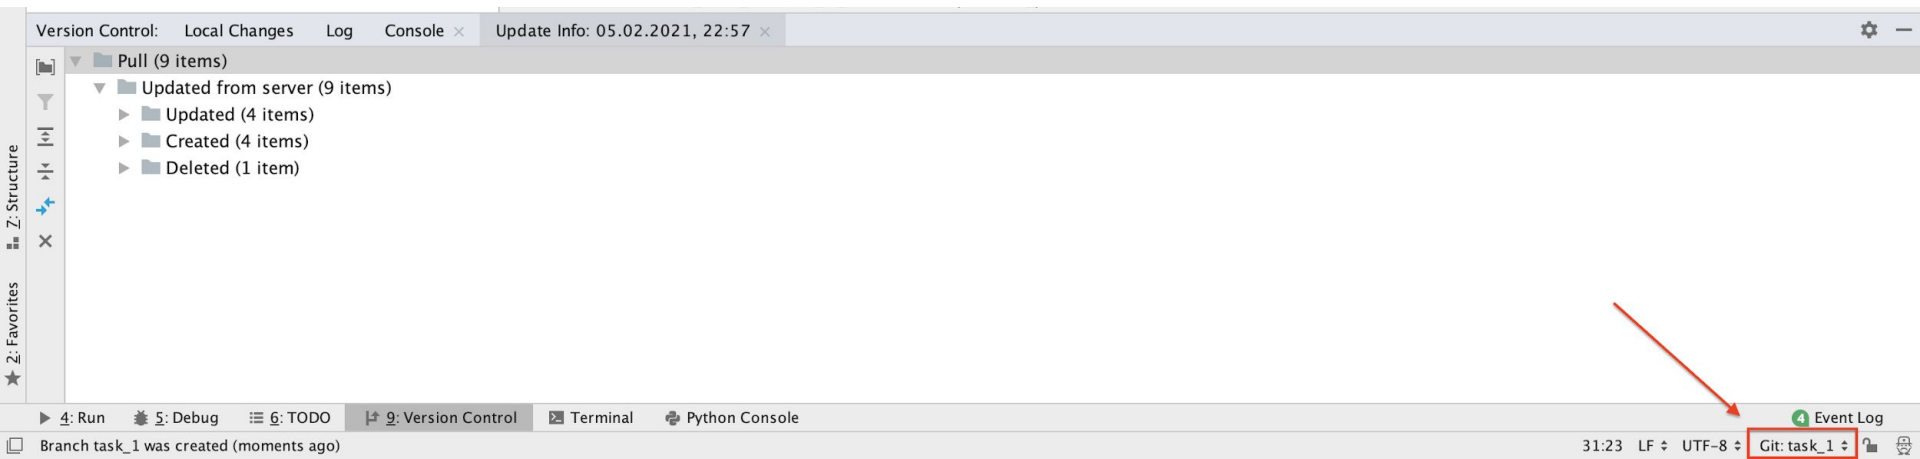 Version Control: Local Changes Log Console × Update Info: 05.02.2021, 22:57 ×
Pull (9 items)
Updated from server (9 items)
Updated (4 items)
Created (4 items)
Deleted (1 item)
Z: Structure
2: Favorites
4: Run 5: Debug 6: TODO 9: Version Control Terminal Python Console 4 Event Log
Branch task_1 was created (moments ago) 31:23 LF UTF-8 Git: task_1